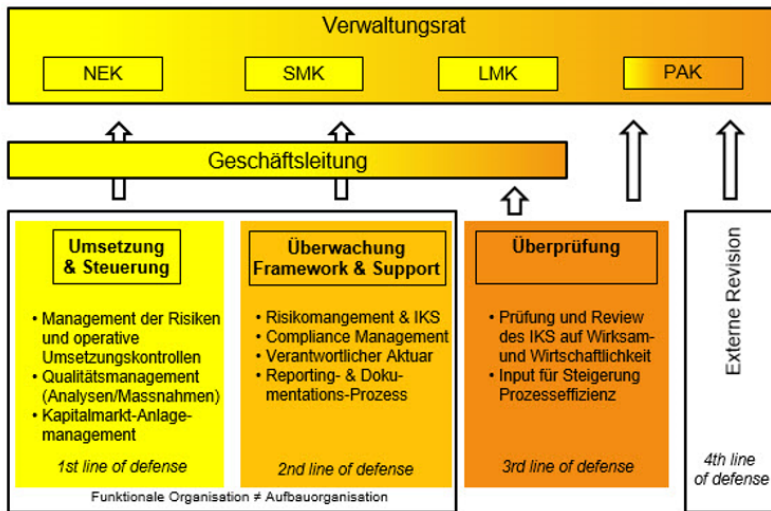 Verwaltungsrat
NEK
SMK
LMK
PAK
Geschäftsleitung
Umsetzung
& Steuerung
• Management der Risiken
und operative
Umsetzungskontrollen
• Qualitätsmanagement
(Analysen/Massnahmen)
• Kapitalmarkt-Anlage-
management
1st line of defense
Überwachung
Framework & Support
• Risikomangement & IKS
• Compliance Management
• Verantwortlicher Aktuar
• Reporting- & Doku-
mentations-Prozess
2nd line of defense
Funktionale Organisation ≠ Aufbauorganisation
Überprüfung
• Prüfung und Review
des IKS auf Wirksam-
und Wirtschaftlichkeit
• Input für Steigerung
Prozesseffizienz
3rd line of defense
Externe Revision
4th line
of defense